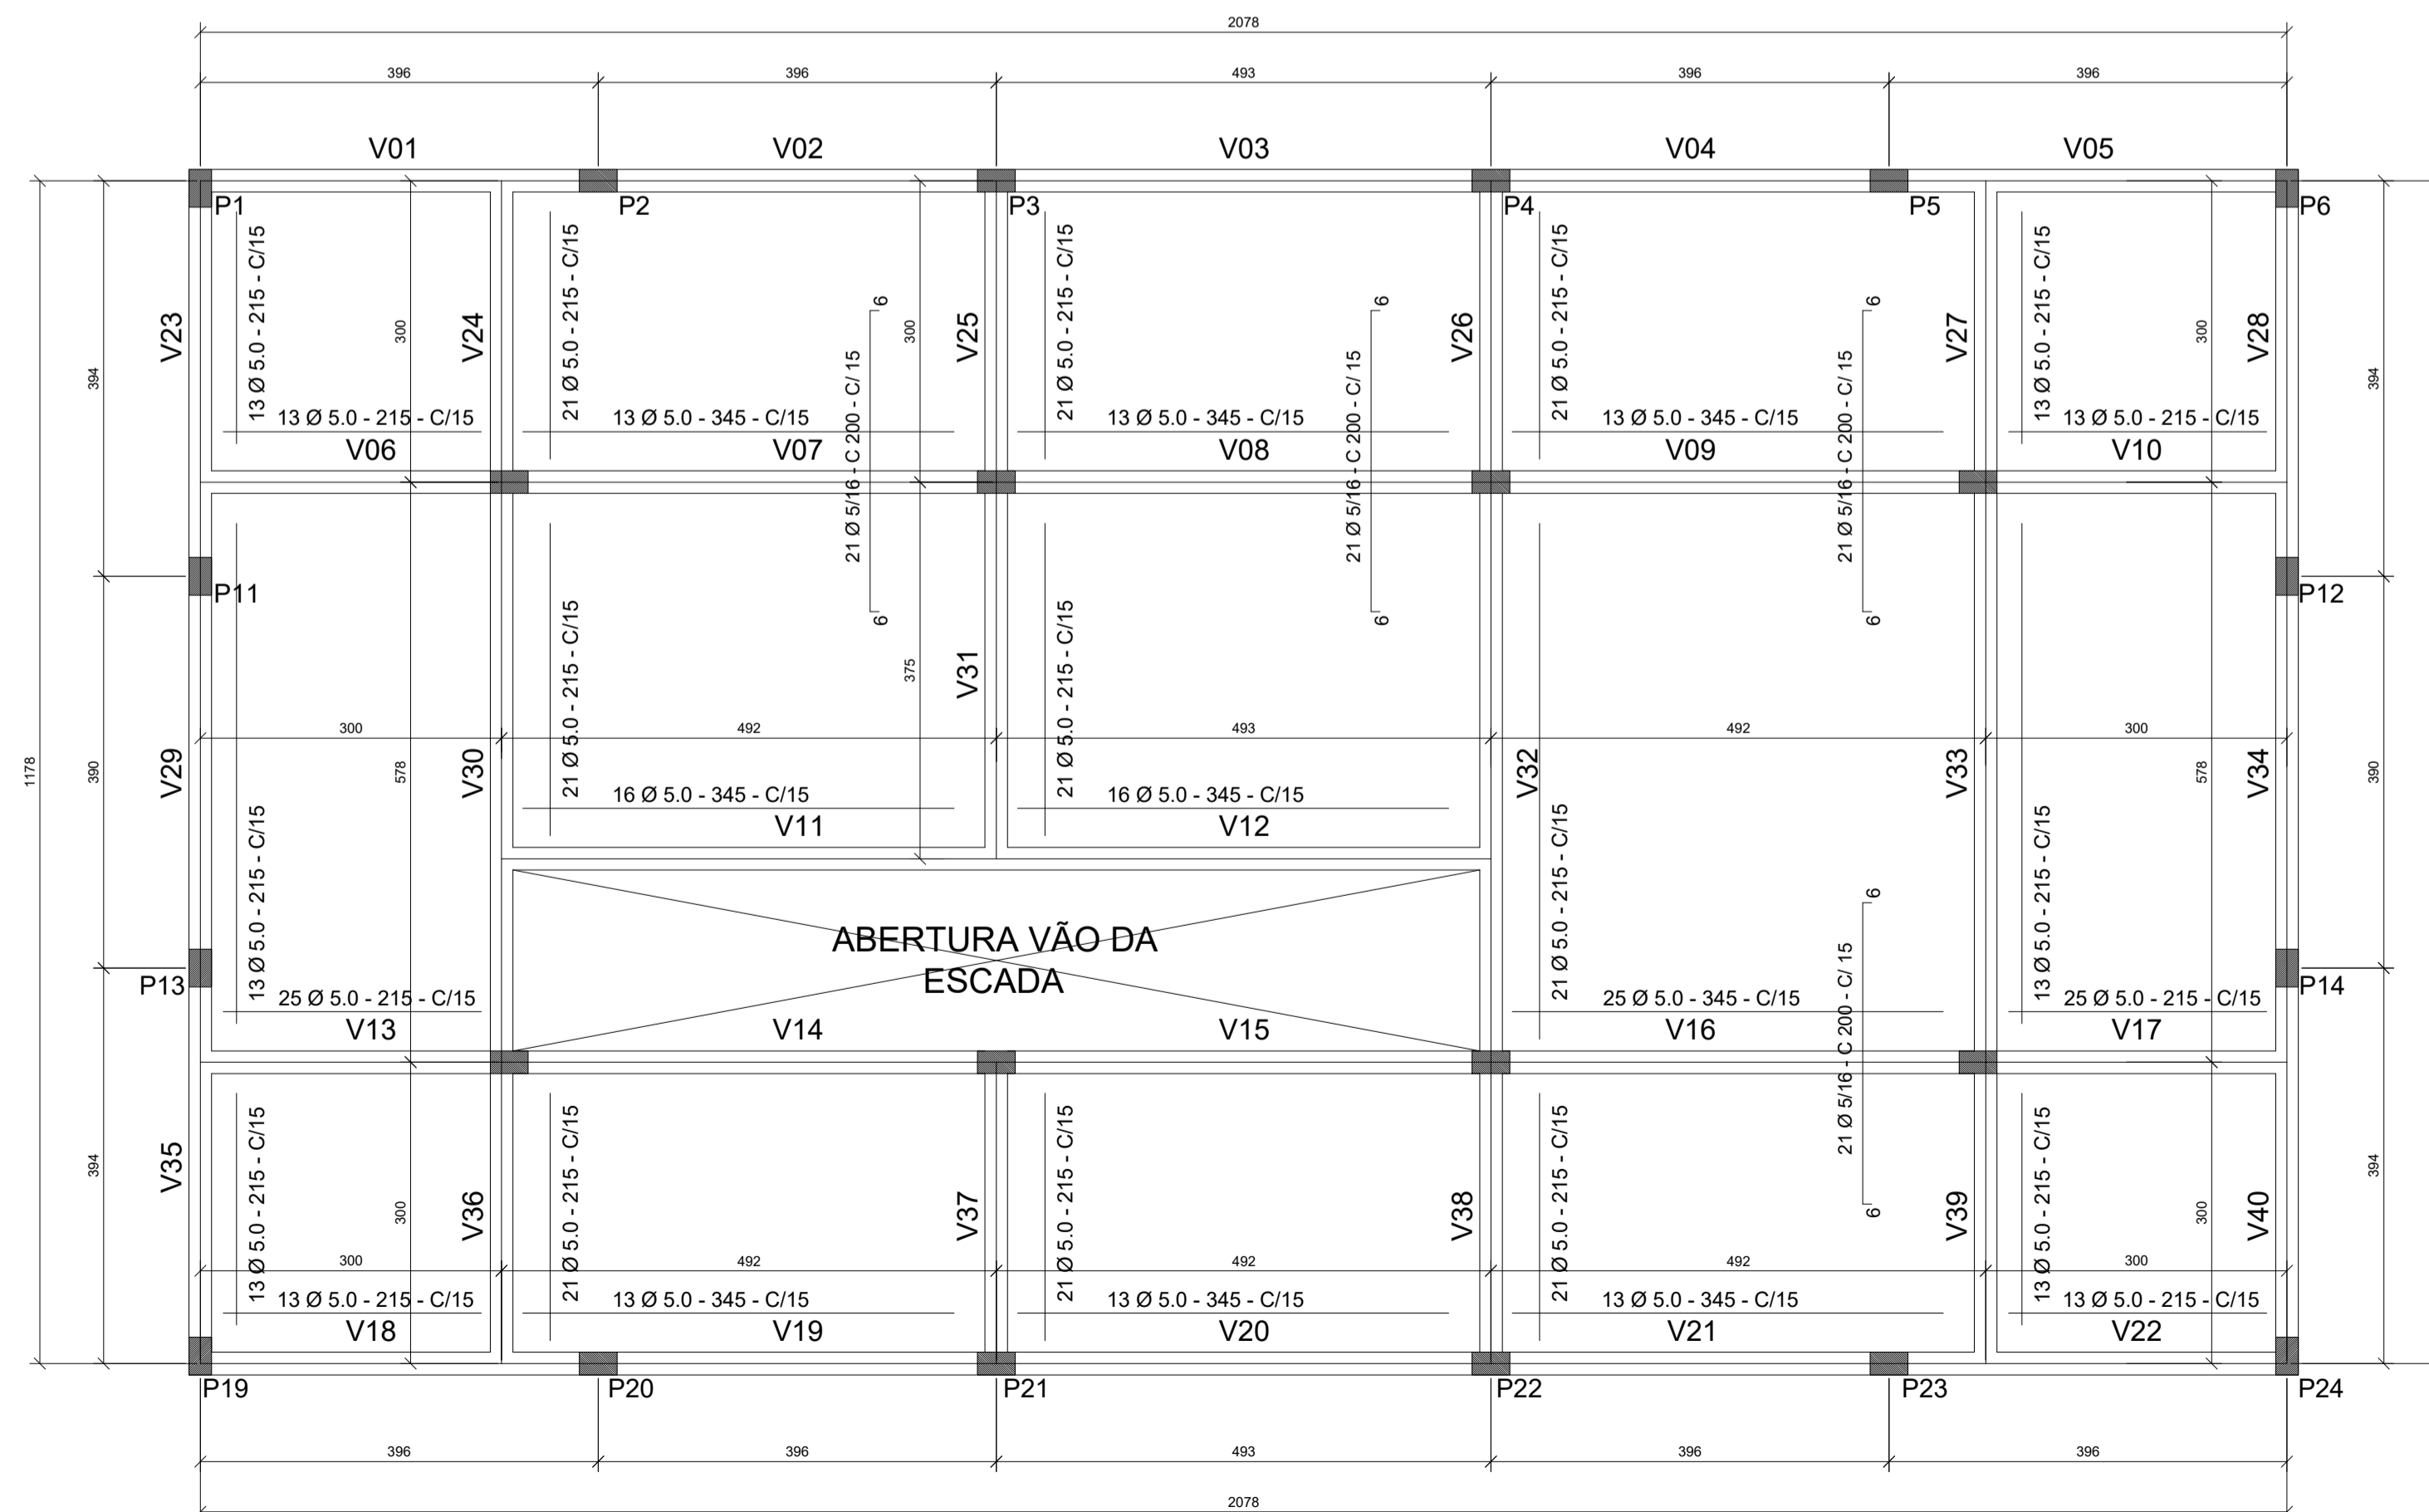 2078
396
396
493
396
396
V01
V02
V03
V04
V05
P1
P2
P3
P4
P5
P6
13 Ø 5.0 - 215 - C/15
21 Ø 5.0 - 215 - C/15
21 Ø 5.0 - 215 - C/15
21 Ø 5.0 - 215 - C/15
13 Ø 5.0 - 215 - C/15
6
6
6
V23
300
V24
300
V25
V26
V27
300
V28
394
394
21 Ø 5/16 - C 200 - C/ 15
21 Ø 5/16 - C 200 - C/ 15
21 Ø 5/16 - C 200 - C/ 15
13 Ø 5.0 - 215 - C/15
13 Ø 5.0 - 345 - C/15
13 Ø 5.0 - 345 - C/15
13 Ø 5.0 - 345 - C/15
13 Ø 5.0 - 215 - C/15
V06
V07
V08
V09
V10
P11
P12
6
6
6
21 Ø 5.0 - 215 - C/15
21 Ø 5.0 - 215 - C/15
375
V31
300
492
493
492
300
1178
390
V29
578
V30
V32
V33
578
V34
390
16 Ø 5.0 - 345 - C/15
16 Ø 5.0 - 345 - C/15
V11
V12
13 Ø 5.0 - 215 - C/15
21 Ø 5.0 - 215 - C/15
13 Ø 5.0 - 215 - C/15
6
ABERTURA VÃO DA
ESCADA
P13
P14
25 Ø 5.0 - 215 - C/15
25 Ø 5.0 - 345 - C/15
25 Ø 5.0 - 215 - C/15
21 Ø 5/16 - C 200 - C/ 15
V13
V14
V15
V16
V17
394
V35
13 Ø 5.0 - 215 - C/15
300
V36
21 Ø 5.0 - 215 - C/15
V37
21 Ø 5.0 - 215 - C/15
V38
21 Ø 5.0 - 215 - C/15
6
V39
13 Ø 5.0 - 215 - C/15
300
V40
394
300
492
492
492
300
13 Ø 5.0 - 215 - C/15
13 Ø 5.0 - 345 - C/15
13 Ø 5.0 - 345 - C/15
13 Ø 5.0 - 345 - C/15
13 Ø 5.0 - 215 - C/15
V18
V19
V20
V21
V22
P19
P20
P21
P22
P23
P24
396
396
493
396
396
2078